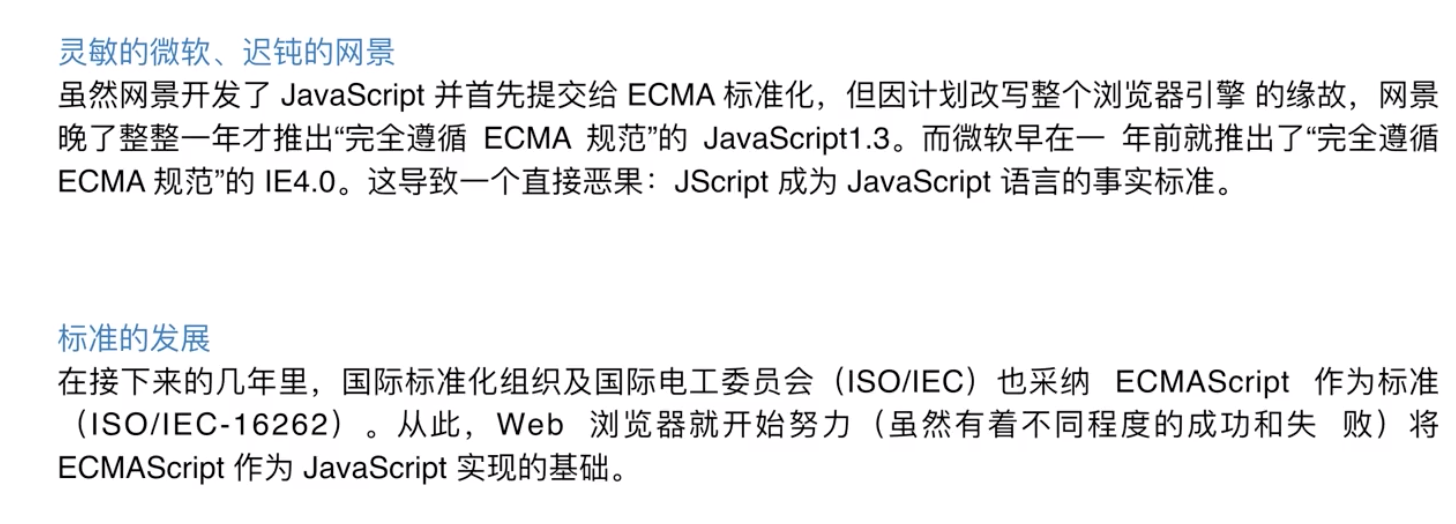 灵敏的微软、迟钝的网景
虽然网景开发了 JavaScript 并首先提交给 ECMA 标准化，但因计划改写整个浏览器引擎 的缘故，网景
晚了整整一年才推出“完全遵循 ECMA 规范”的 JavaScript1.3。而微软早在一 年前就推出了“完全遵循
ECMA 规范”的 IE4.0。这导致一个直接恶果：JScript 成为 JavaScript 语言的事实标准。
标准的发展
在接下来的几年里，国际标准化组织及国际电工委员会（ISO/IEC）也采纳 ECMAScript 作为标准
（ISO/IEC-16262）。从此，Web 浏览器就开始努力（虽然有着不同程度的成功和失 败）将
ECMAScript 作为 JavaScript 实现的基础。